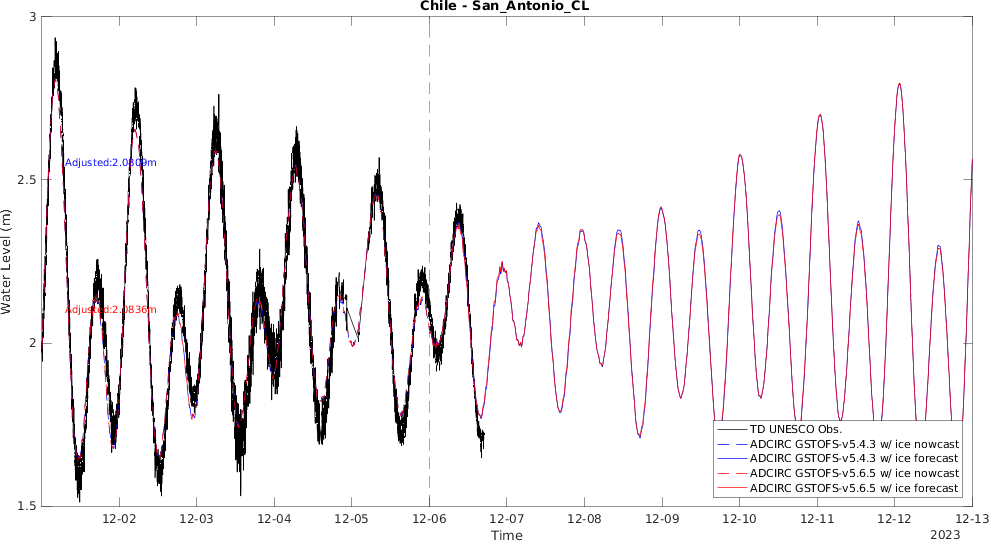 Chile - San_Antonio_CL
3
2.5
2
1.5
Water Level (m)
Adjusted:2.0809m
Adjusted:2.0836m
TD UNESCO Obs.
ADCIRC GSTOFS-v5.4.3 w/ ice nowcast
ADCIRC GSTOFS-v5.4.3 w/ ice forecast
ADCIRC GSTOFS-v5.6.5 w/ ice nowcast
ADCIRC GSTOFS-v5.6.5 w/ ice forecast
12-02 12-03 12-04 12-05 12-06 12-07 12-08 12-09 12-10 12-11 12-12 12-13
Time
2023